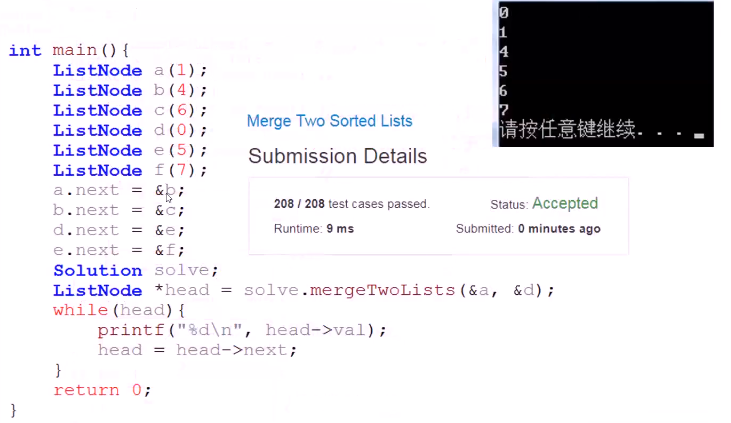 int main(){
ListNode a(1);
ListNode b(4);
ListNode c(6);
ListNode d(0);
ListNode e(5);
ListNode f(7);
a.next = &b;
b.next = &c;
d.next = &e;
e.next = &f;
Solution solve;
ListNode *head = solve.mergeTwoLists(&a, &d);
while(head){
printf("%d\n", head->val);
head = head->next;
}
return 0;
}
Merge Two Sorted Lists
Submission Details
208 / 208 test cases passed.
Status: Accepted
Runtime: 9 ms
Submitted: 0 minutes ago
0
1
4
5
6
7
请按任意键继续. . .